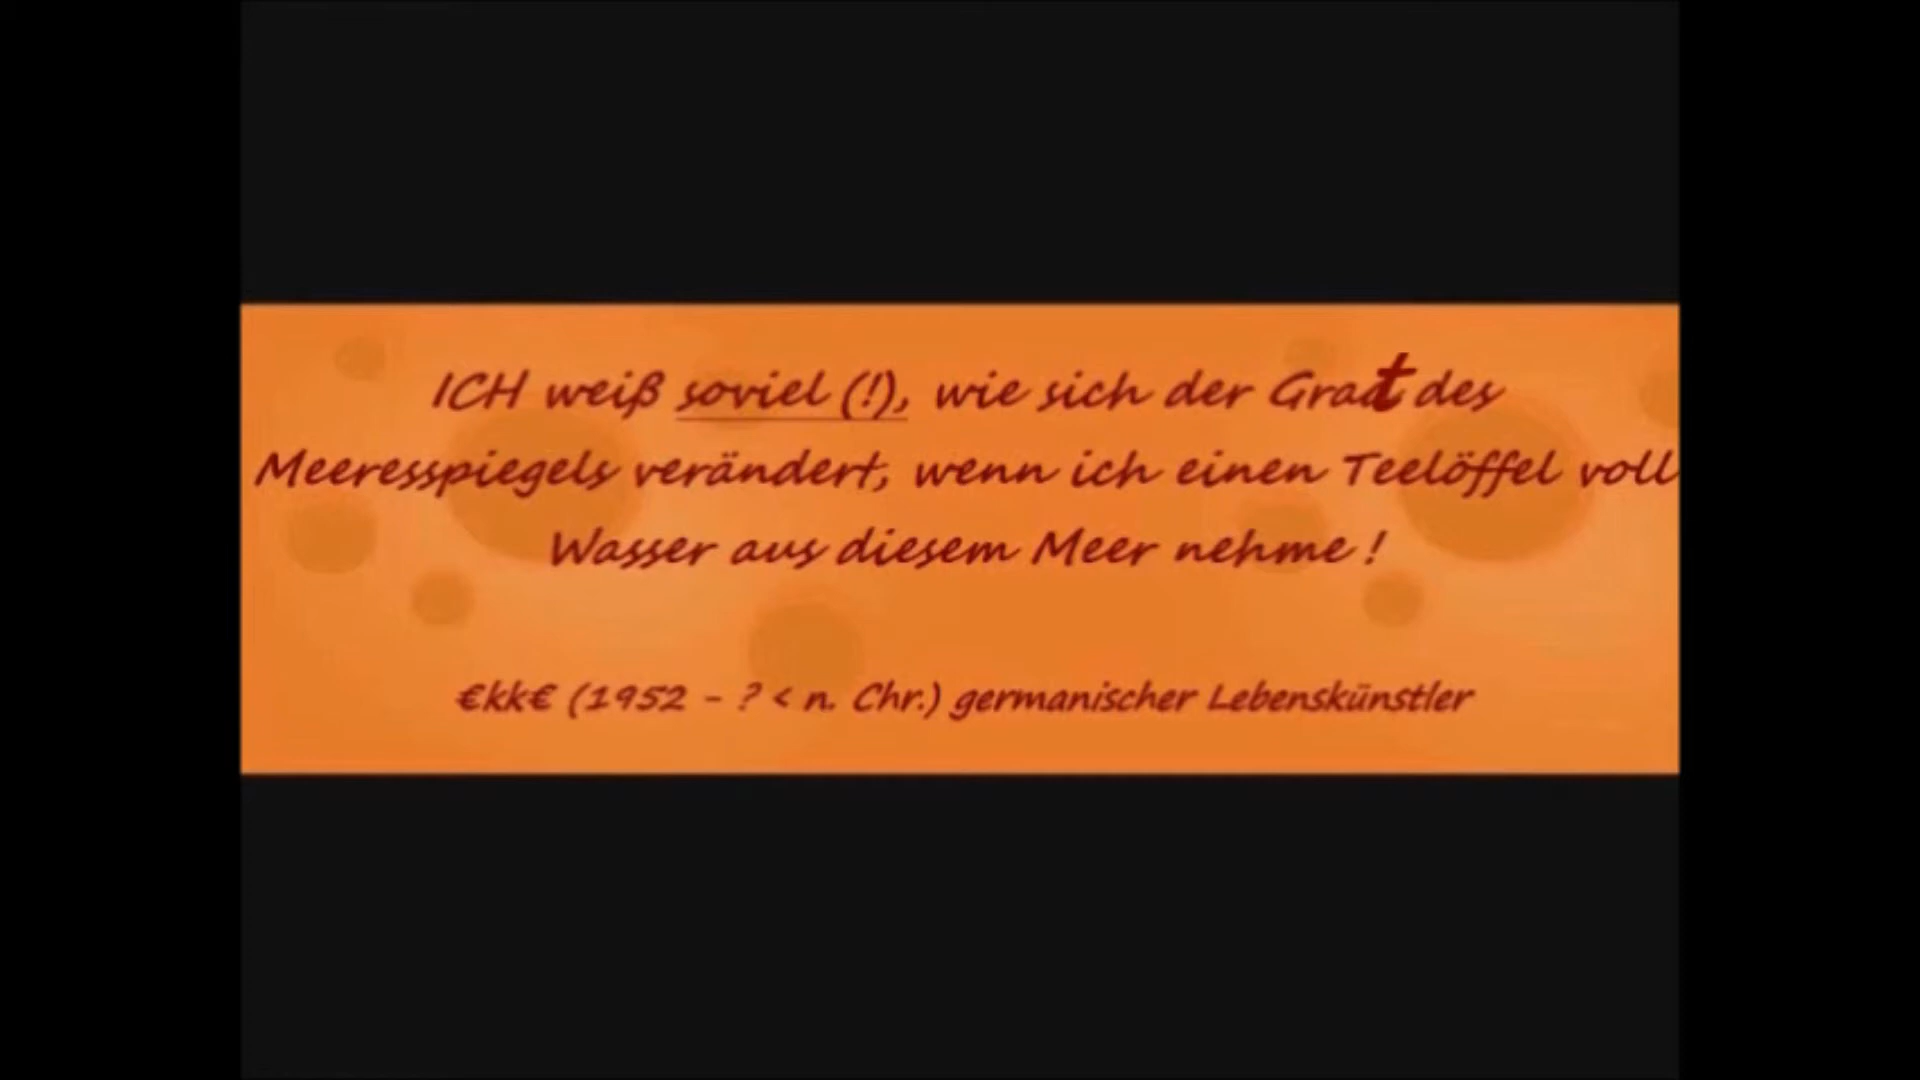 ICH weiß soviel (!), wie sich der Grat des
Meeresspiegels verändert, wenn ich einen Teelöffel voll
Wasser aus diesem Meer nehme !
€kk€ (1952 - ? < n. Chr.) germanischer Lebenskünstler